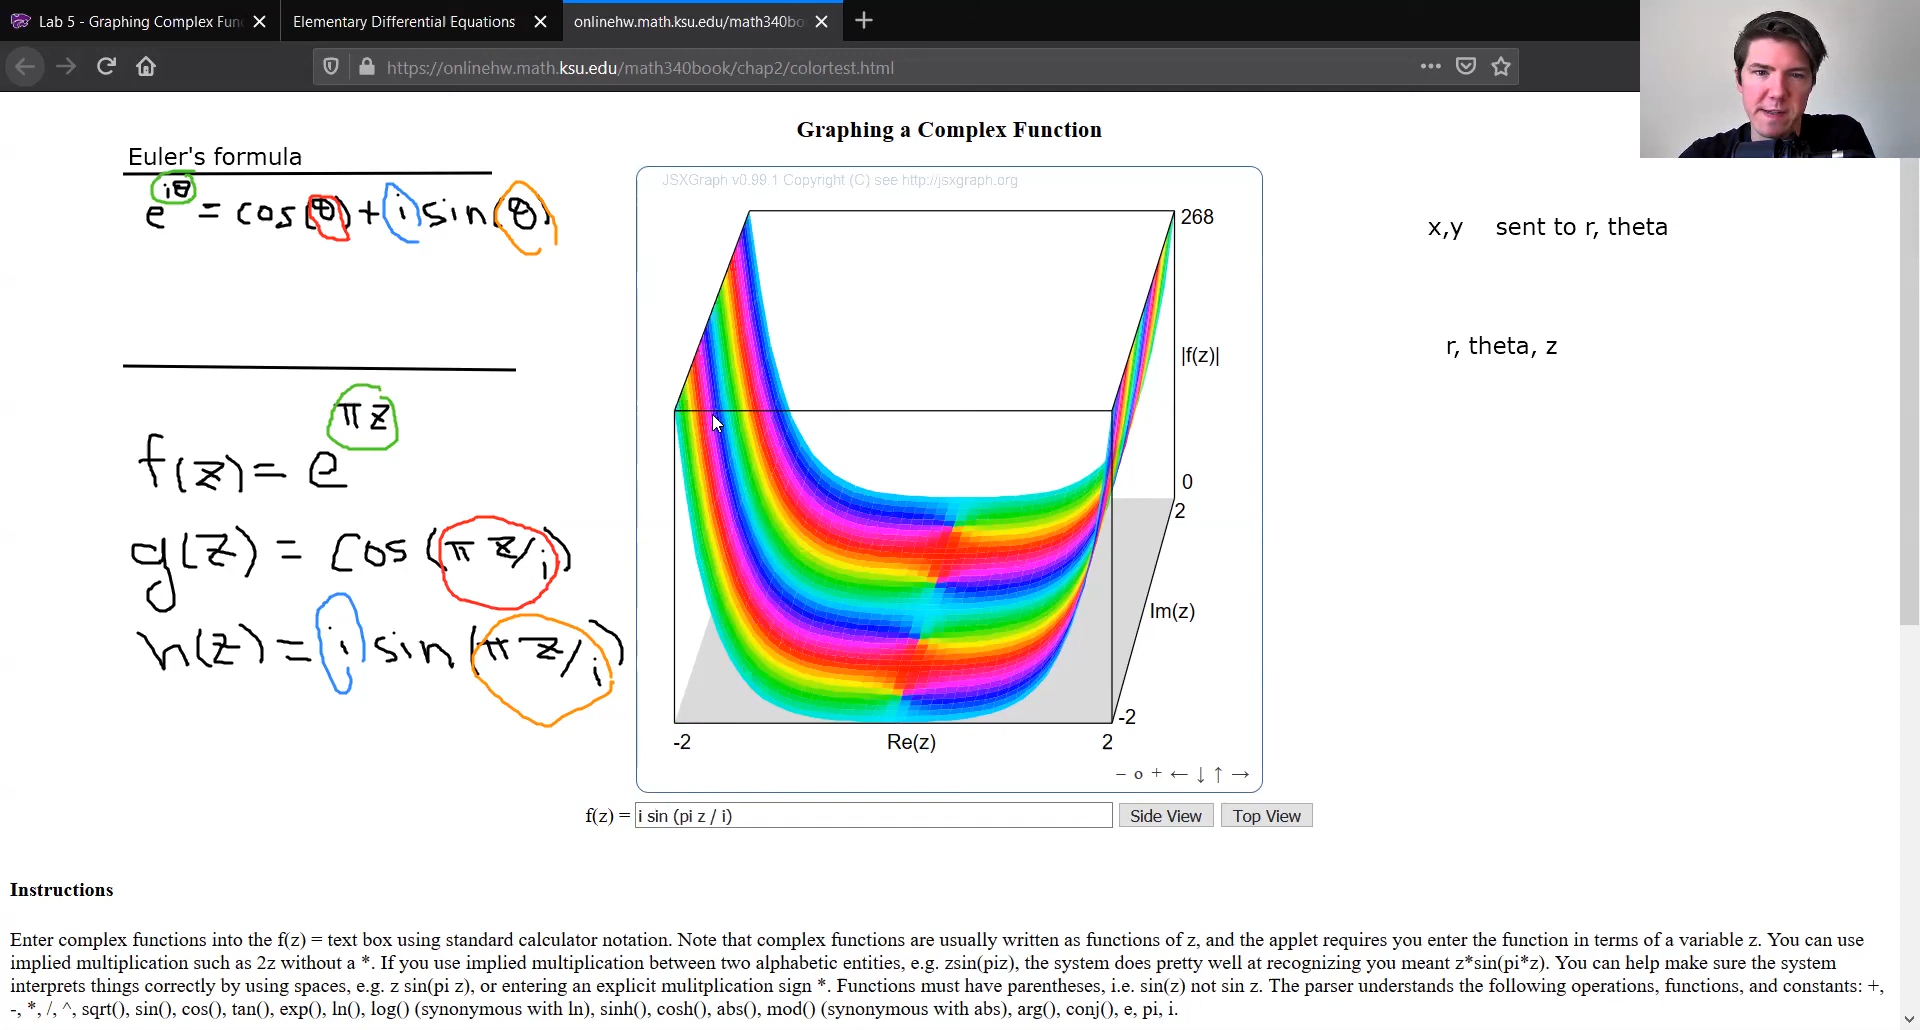 Lab 5 - Graphing Complex Fun
Elementary Differential Equations
onlinehw.math.ksu.edu/math340bo
https://onlinehw.math.ksu.edu/math340book/chap2/colortest.html
Graphing a Complex Function
Euler's formula
e^{iθ} = cos(θ) + i sin(θ)
f(z) = e^{πz}
g(z) = cos(πz/i)
h(z) = i sin(πz/i)
JSXGraph v0.99.1 Copyright (C) see http://jsxgraph.org
268
|f(z)|
0
2
Im(z)
-2
-2
Re(z)
2
− o + ← ↓ ↑ →
x,y sent to r, theta
r, theta, z
f(z) = i sin (pi z / i)
Side View
Top View
Instructions
Enter complex functions into the f(z) = text box using standard calculator notation. Note that complex functions are usually written as functions of z, and the applet requires you enter the function in terms of a variable z. You can use
implied multiplication such as 2z without a *. If you use implied multiplication between two alphabetic entities, e.g. zsin(piz), the system does pretty well at recognizing you meant z*sin(pi*z). You can help make sure the system
interprets things correctly by using spaces, e.g. z sin(pi z), or entering an explicit mulitplication sign *. Functions must have parentheses, i.e. sin(z) not sin z. The parser understands the following operations, functions, and constants: +,
-, *, /, ^, sqrt(), sin(), cos(), tan(), exp(), ln(), log() (synonymous with ln), sinh(), cosh(), abs(), mod() (synonymous with abs), arg(), conj(), e, pi, i.